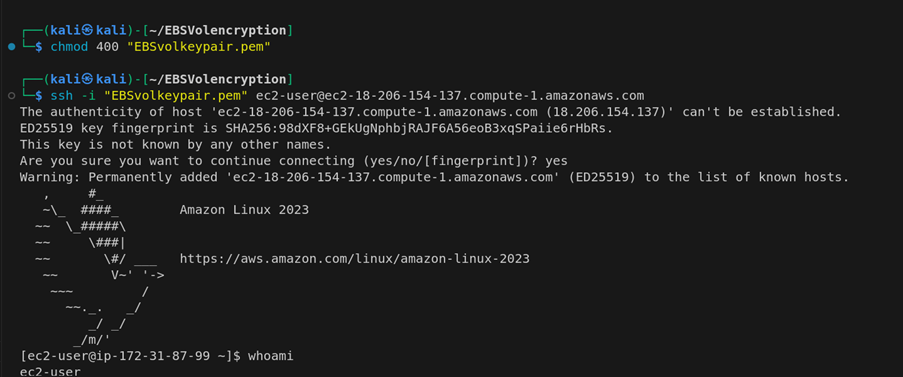 ┌──(kali㉿kali)-[~/EBSVolencryption]
└─$ chmod 400 "EBSvolkeypair.pem"
┌──(kali㉿kali)-[~/EBSVolencryption]
└─$ ssh -i "EBSvolkeypair.pem" ec2-user@ec2-18-206-154-137.compute-1.amazonaws.com
The authenticity of host 'ec2-18-206-154-137.compute-1.amazonaws.com (18.206.154.137)' can't be established.
ED25519 key fingerprint is SHA256:98dXF8+GEkUgNphbjRAJF6A56eoB3xqSPaiie6rHbRs.
This key is not known by any other names.
Are you sure you want to continue connecting (yes/no/[fingerprint])? yes
Warning: Permanently added 'ec2-18-206-154-137.compute-1.amazonaws.com' (ED25519) to the list of known hosts.
   ,     #_
   ~\_  ####_        Amazon Linux 2023
  ~~  \_#####\
  ~~     \###|
  ~~       \#/ ___   https://aws.amazon.com/linux/amazon-linux-2023
   ~~       V~' '->
    ~~~         /
      ~~._.   _/
         _/ _/
       _/m/'
[ec2-user@ip-172-31-87-99 ~]$ whoami
ec2-user